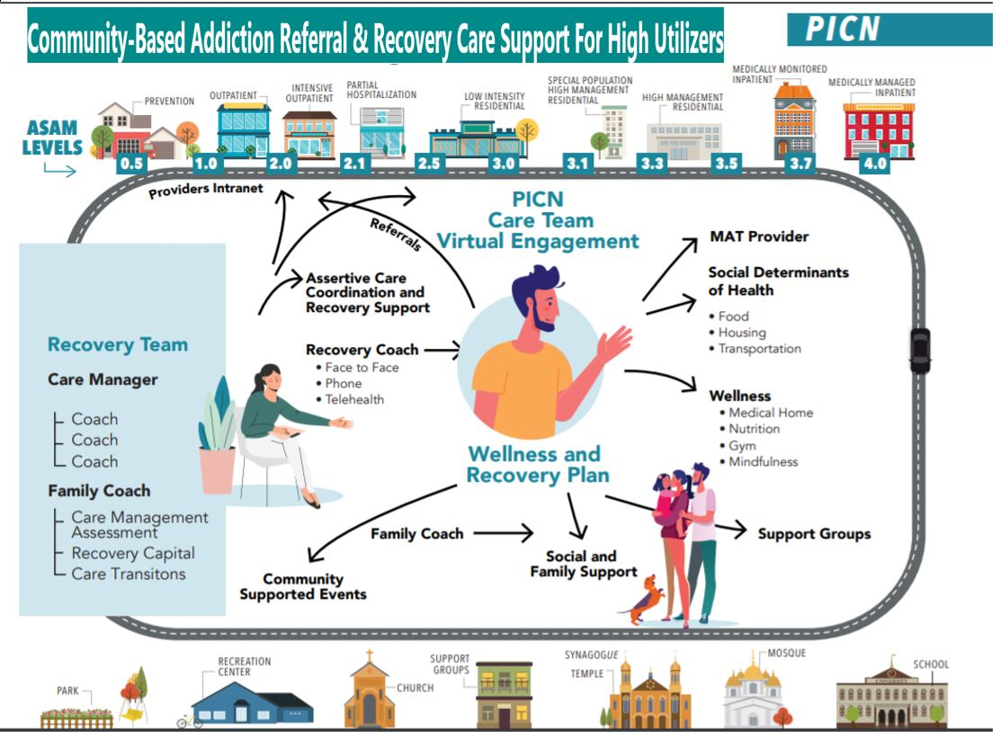 Community-Based Addiction Referral & Recovery Care Support For High Utilizers
PICN
ASAM
LEVELS
PREVENTION
OUTPATIENT
INTENSIVE
OUTPATIENT
PARTIAL
HOSPITALIZATION
LOW INTENSITY
RESIDENTIAL
SPECIAL POPULATION
HIGH MANAGEMENT
RESIDENTIAL
HIGH MANAGEMENT
RESIDENTIAL
MEDICALLY MONITORED
INPATIENT
MEDICALLY MANAGED
INPATIENT
0.5
1.0
2.0
2.1
2.5
3.0
3.1
3.3
3.5
3.7
4.0
Providers Intranet
Referrals
PICN
Care Team
Virtual Engagement
Assertive Care
Coordination and
Recovery Support
Recovery Coach
• Face to Face
• Phone
• Telehealth
MAT Provider
Social Determinants
of Health
• Food
• Housing
• Transportation
Wellness
• Medical Home
• Nutrition
• Gym
• Mindfulness
Recovery Team
Care Manager
Coach
Coach
Coach
Family Coach
Care Management
Assessment
Recovery Capital
Care Transitons
Wellness and
Recovery Plan
Family Coach
Community
Supported Events
Social and
Family Support
Support Groups
PARK
RECREATION
CENTER
CHURCH
SUPPORT
GROUPS
SYNAGOGUE
TEMPLE
MOSQUE
SCHOOL
UNIVERSITY